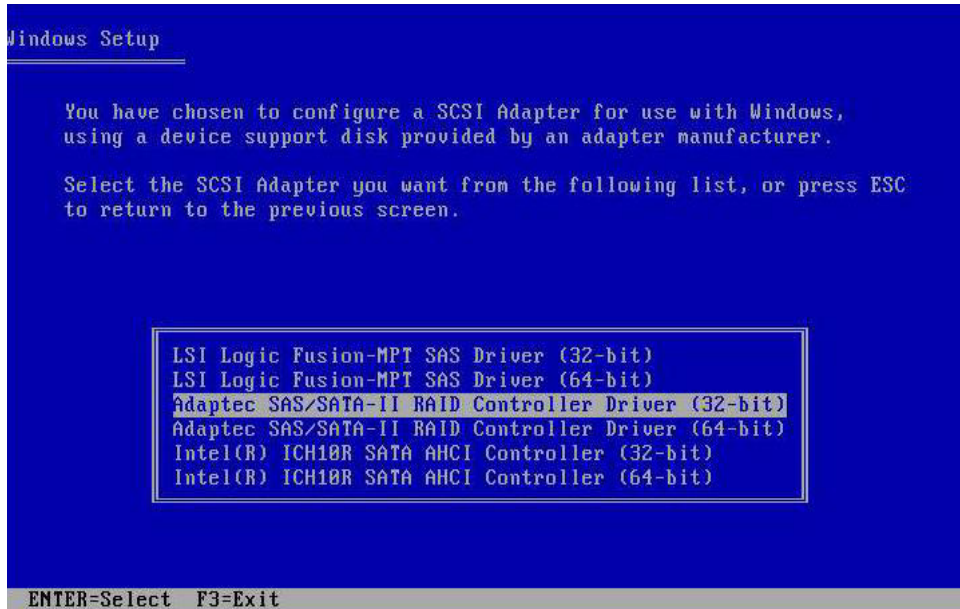 Windows Setup
You have chosen to configure a SCSI Adapter for use with Windows,
using a device support disk provided by an adapter manufacturer.
Select the SCSI Adapter you want from the following list, or press ESC
to return to the previous screen.
LSI Logic Fusion-MPT SAS Driver (32-bit)
LSI Logic Fusion-MPT SAS Driver (64-bit)
Adaptec SAS/SATA-II RAID Controller Driver (32-bit)
Adaptec SAS/SATA-II RAID Controller Driver (64-bit)
Intel(R) ICH10R SATA AHCI Controller (32-bit)
Intel(R) ICH10R SATA AHCI Controller (64-bit)
ENTER=Select F3=Exit